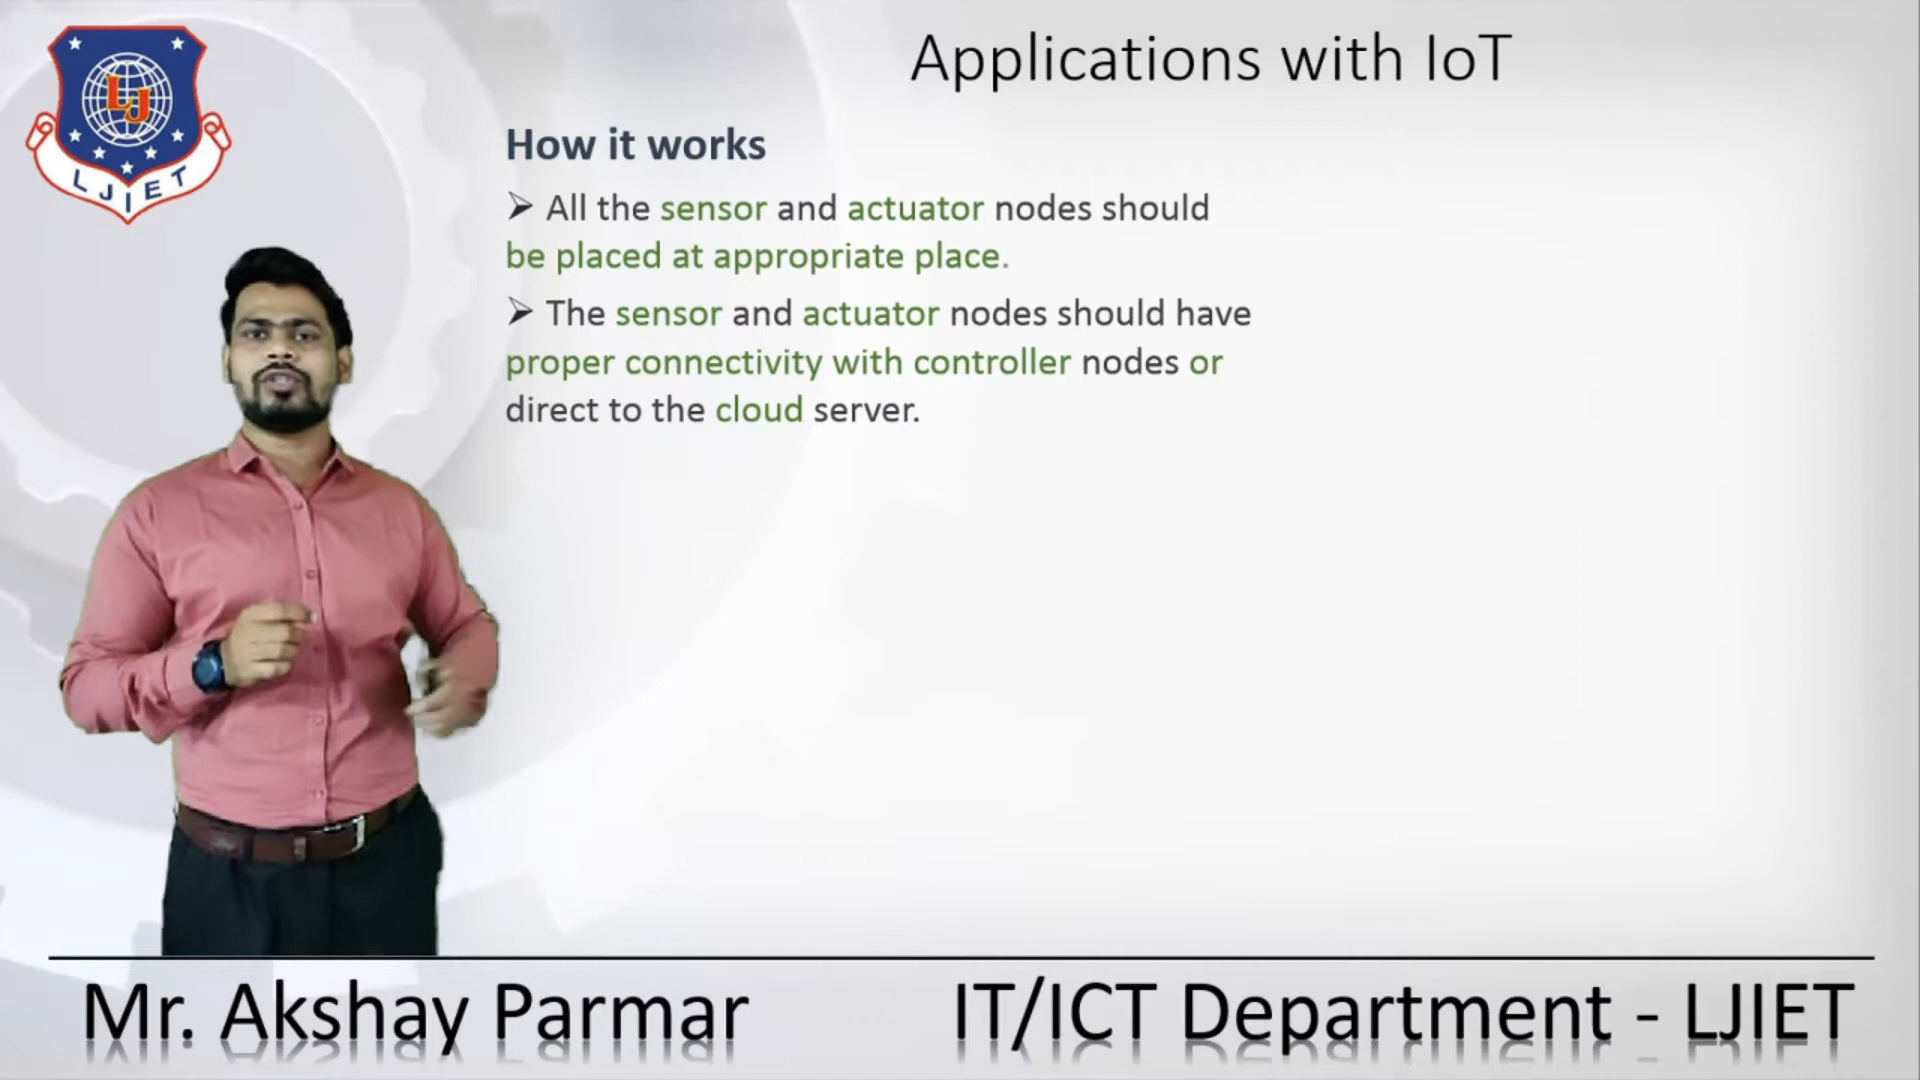 LJ
LJIET
Applications with IoT
How it works
➢ All the sensor and actuator nodes should
be placed at appropriate place.
➢ The sensor and actuator nodes should have
proper connectivity with controller nodes or
direct to the cloud server.
Mr. Akshay Parmar
IT/ICT Department - LJIET